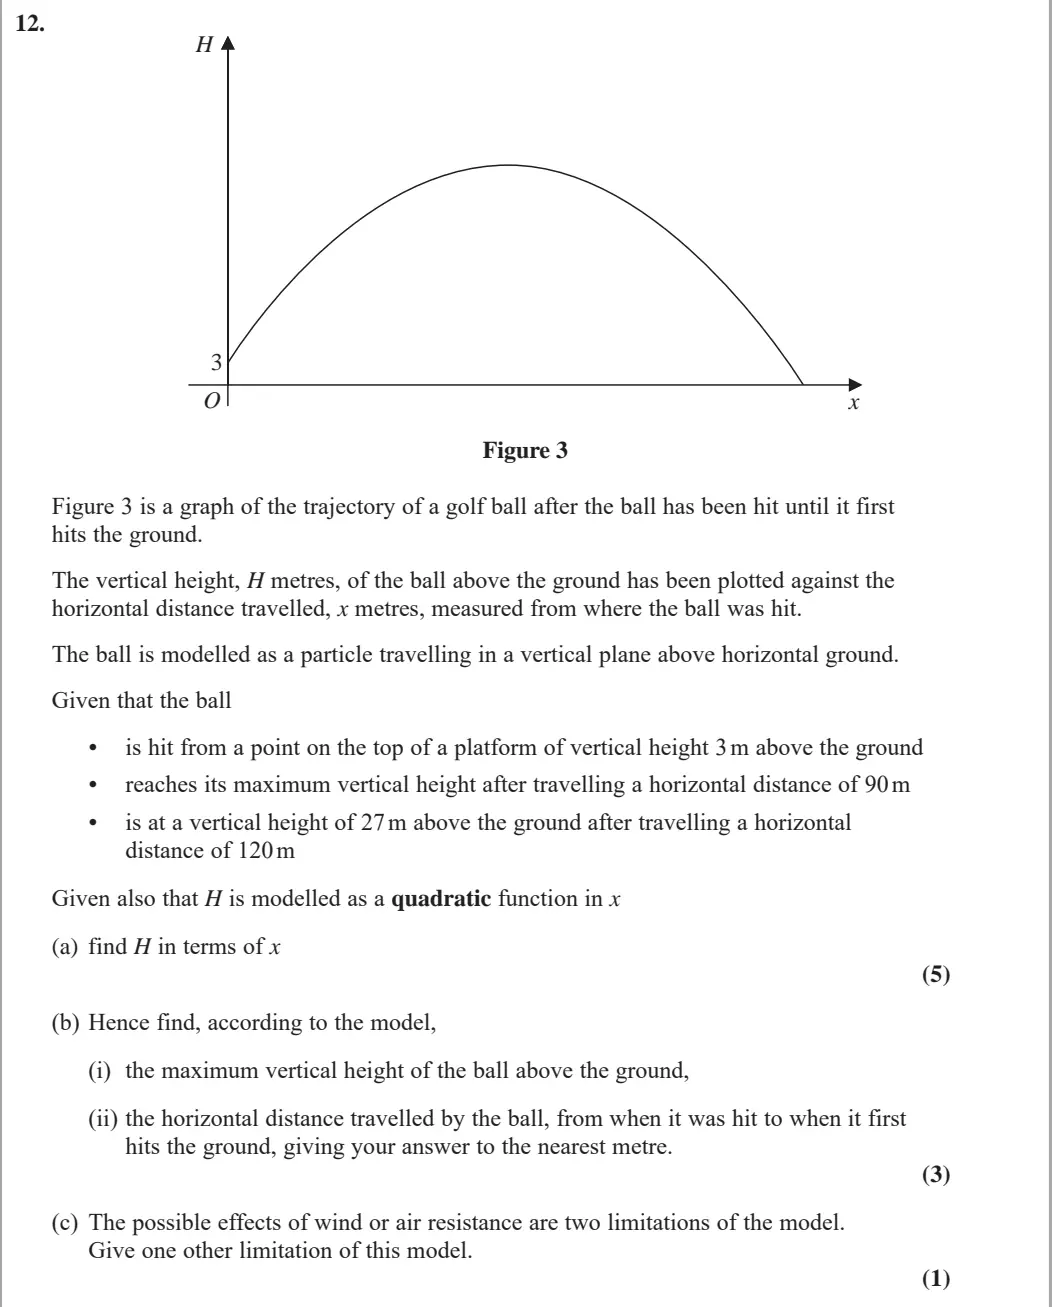 12.
H
3
O
x
Figure 3
Figure 3 is a graph of the trajectory of a golf ball after the ball has been hit until it first
hits the ground.
The vertical height, H metres, of the ball above the ground has been plotted against the
horizontal distance travelled, x metres, measured from where the ball was hit.
The ball is modelled as a particle travelling in a vertical plane above horizontal ground.
Given that the ball
• is hit from a point on the top of a platform of vertical height 3 m above the ground
• reaches its maximum vertical height after travelling a horizontal distance of 90 m
• is at a vertical height of 27 m above the ground after travelling a horizontal
distance of 120 m
Given also that H is modelled as a quadratic function in x
(a) find H in terms of x
(5)
(b) Hence find, according to the model,
(i) the maximum vertical height of the ball above the ground,
(ii) the horizontal distance travelled by the ball, from when it was hit to when it first
hits the ground, giving your answer to the nearest metre.
(3)
(c) The possible effects of wind or air resistance are two limitations of the model.
Give one other limitation of this model.
(1)